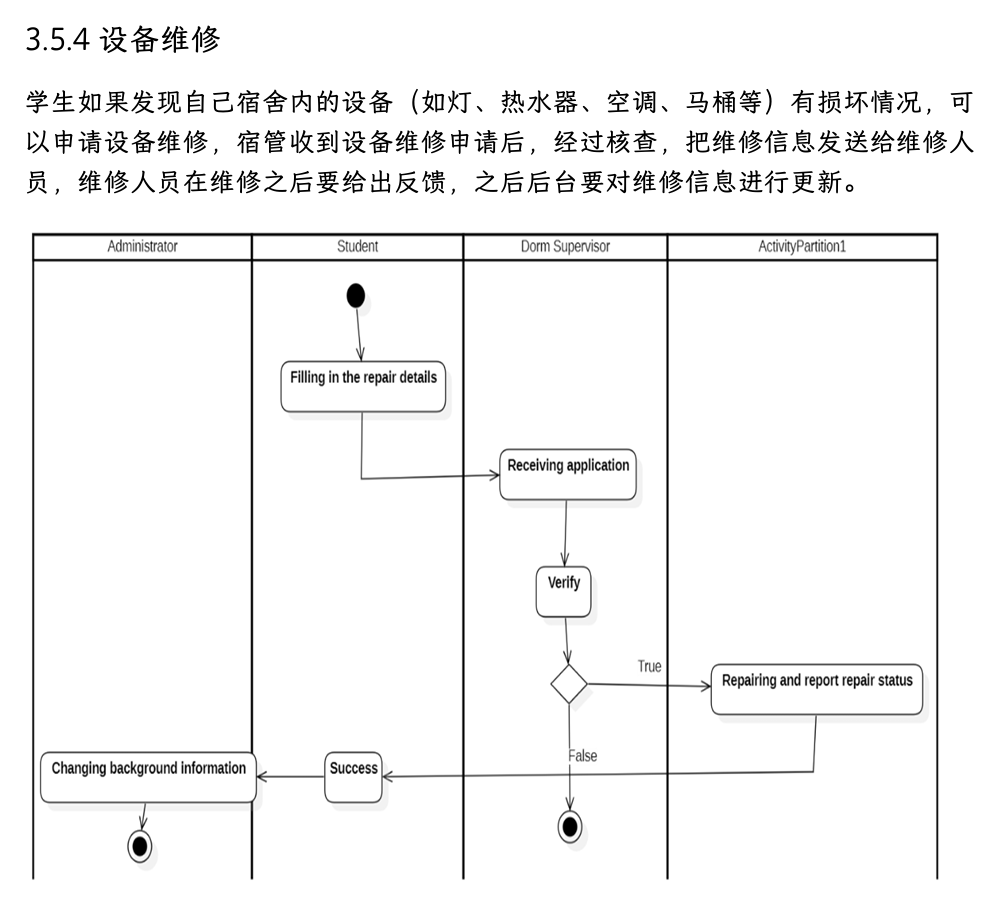 3.5.4 设备维修
学生如果发现自己宿舍内的设备（如灯、热水器、空调、马桶等）有损坏情况，可
以申请设备维修，宿管收到设备维修申请后，经过核查，把维修信息发送给维修人
员，维修人员在维修之后要给出反馈，之后后台要对维修信息进行更新。
Administrator
Student
Dorm Supervisor
ActivityPartition1
Filling in the repair details
Receiving application
Verify
True
Repairing and report repair status
False
Changing background information
Success